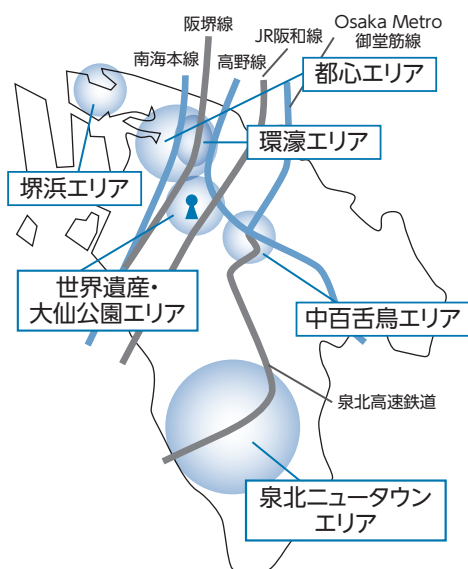 阪堺線
Osaka Metro
御堂筋線
JR阪和線
南海本線
高野線
都心エリア
環濠エリア
堺浜エリア
世界遺産・
大仙公園エリア
中百舌鳥エリア
泉北高速鉄道
泉北ニュータウン
エリア